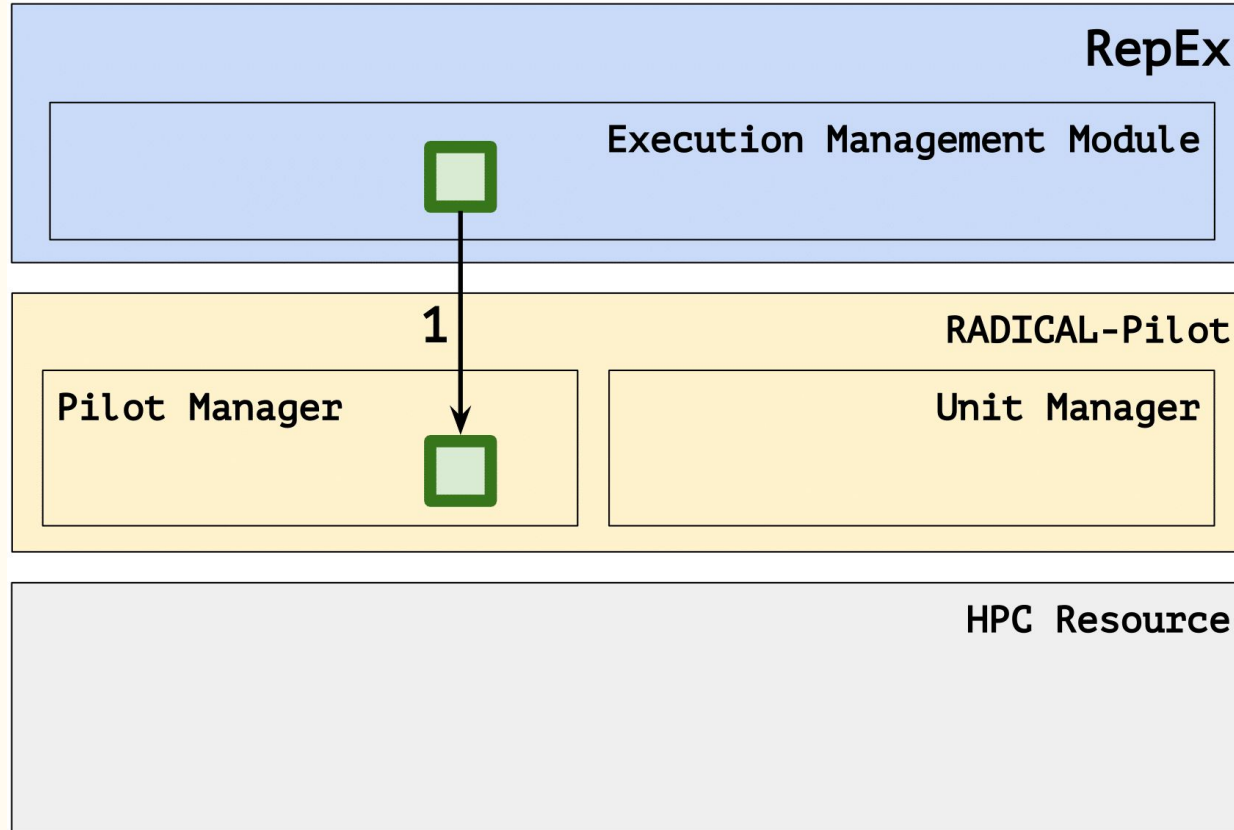 RepEx
Execution Management Module
1
RADICAL-Pilot
Pilot Manager
Unit Manager
HPC Resource